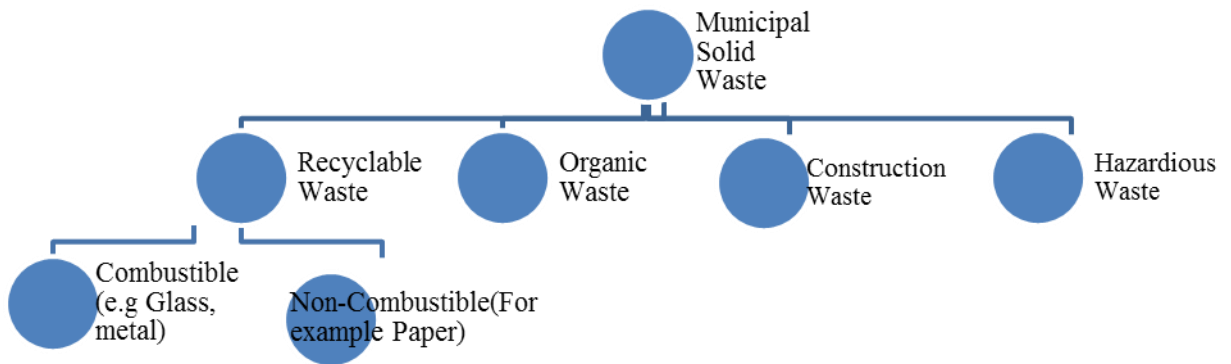 Municipal
Solid
Waste
Recyclable
Waste
Organic
Waste
Construction
Waste
Hazardious
Waste
Combustible
(e.g Glass,
metal)
Non-Combustible(For
example Paper)